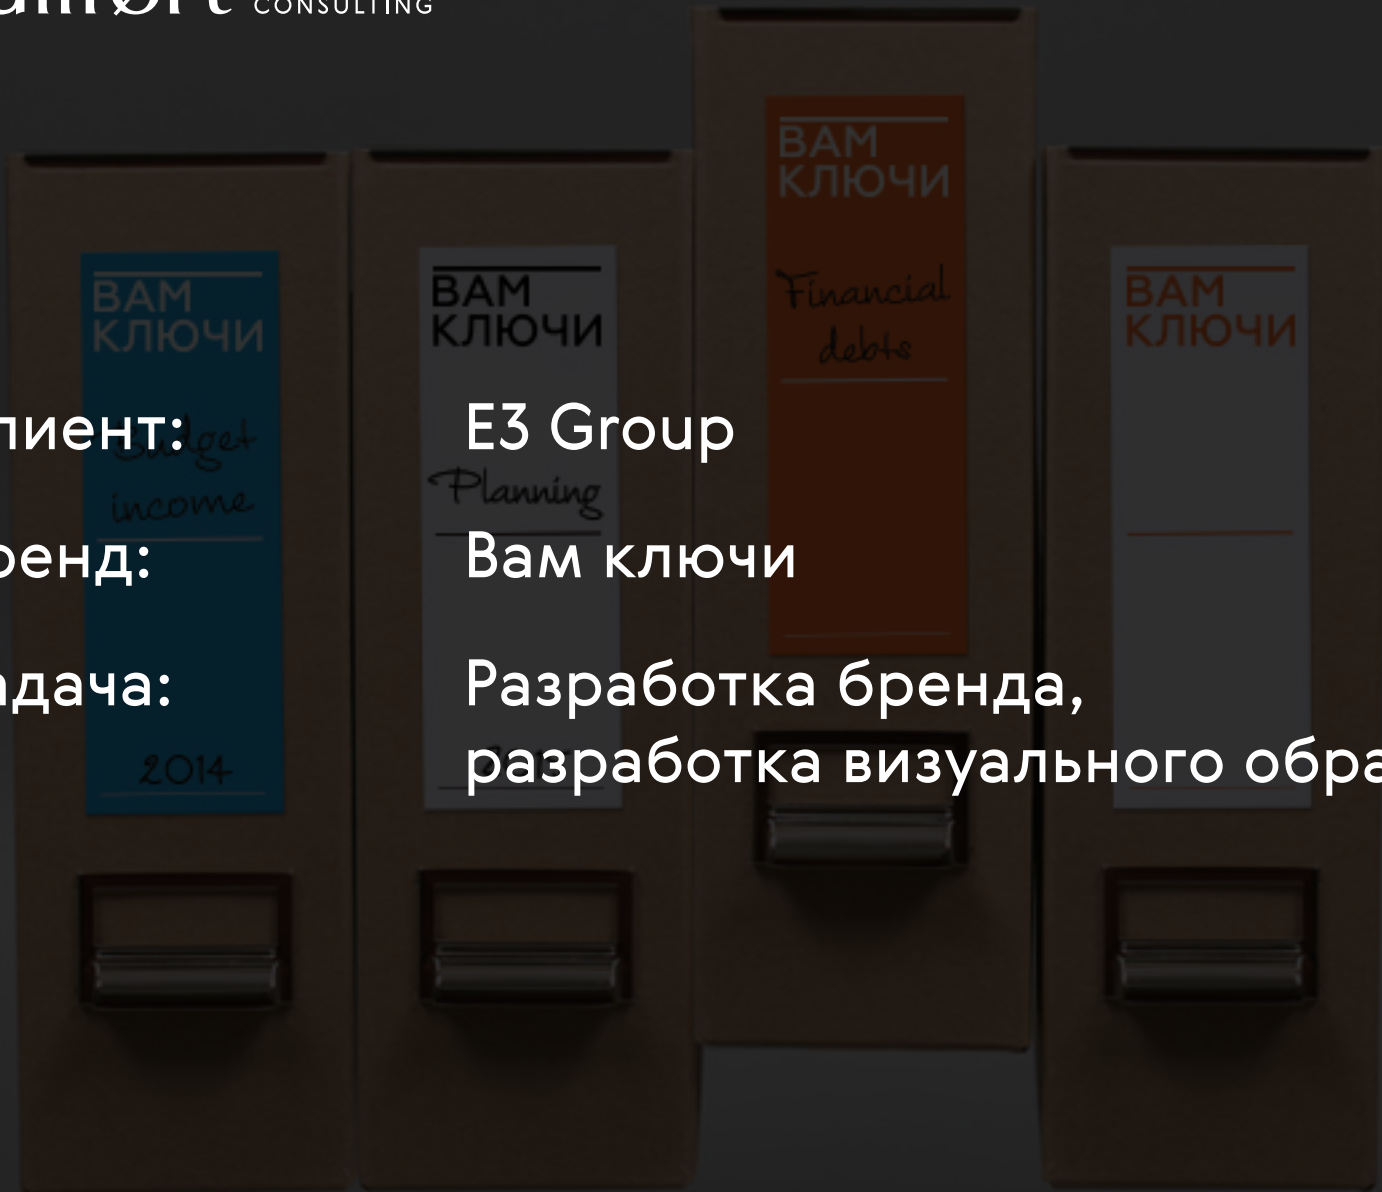 CONSULTING
ВАМ
КЛЮЧИ
Financial
debts
ВАМ
КЛЮЧИ
Budget
income
2014
ВАМ
КЛЮЧИ
Planning
ВАМ
КЛЮЧИ
лиент: E3 Group
ренд: Вам ключи
адача: Разработка бренда,
разработка визуального обра